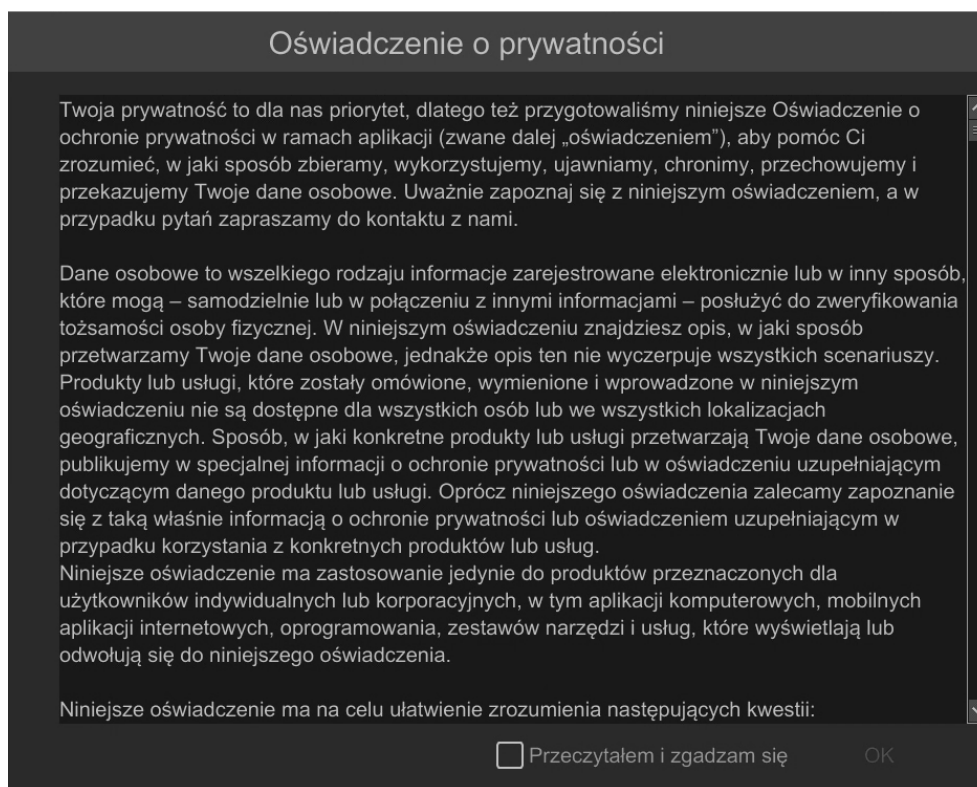 Oświadczenie o prywatności
Twoja prywatność to dla nas priorytet, dlatego też przygotowaliśmy niniejsze Oświadczenie o
ochronie prywatności w ramach aplikacji (zwane dalej „oświadczeniem”), aby pomóc Ci
zrozumieć, w jaki sposób zbieramy, wykorzystujemy, ujawniamy, chronimy, przechowujemy i
przekazujemy Twoje dane osobowe. Uważnie zapoznaj się z niniejszym oświadczeniem, a w
przypadku pytań zapraszamy do kontaktu z nami.
Dane osobowe to wszelkiego rodzaju informacje zarejestrowane elektronicznie lub w inny sposób,
które mogą – samodzielnie lub w połączeniu z innymi informacjami – posłużyć do zweryfikowania
tożsamości osoby fizycznej. W niniejszym oświadczeniu znajdziesz opis, w jaki sposób
przetwarzamy Twoje dane osobowe, jednakże opis ten nie wyczerpuje wszystkich scenariuszy.
Produkty lub usługi, które zostały omówione, wymienione i wprowadzone w niniejszym
oświadczeniu nie są dostępne dla wszystkich osób lub we wszystkich lokalizacjach
geograficznych. Sposób, w jaki konkretne produkty lub usługi przetwarzają Twoje dane osobowe,
publikujemy w specjalnej informacji o ochronie prywatności lub w oświadczeniu uzupełniającym
dotyczącym danego produktu lub usługi. Oprócz niniejszego oświadczenia zalecamy zapoznanie
się z taką właśnie informacją o ochronie prywatności lub oświadczeniem uzupełniającym w
przypadku korzystania z konkretnych produktów lub usług.
Niniejsze oświadczenie ma zastosowanie jedynie do produktów przeznaczonych dla
użytkowników indywidualnych lub korporacyjnych, w tym aplikacji komputerowych, mobilnych
aplikacji internetowych, oprogramowania, zestawów narzędzi i usług, które wyświetlają lub
odwołują się do niniejszego oświadczenia.
Niniejsze oświadczenie ma na celu ułatwienie zrozumienia następujących kwestii:
Przeczytałem i zgadzam się OK